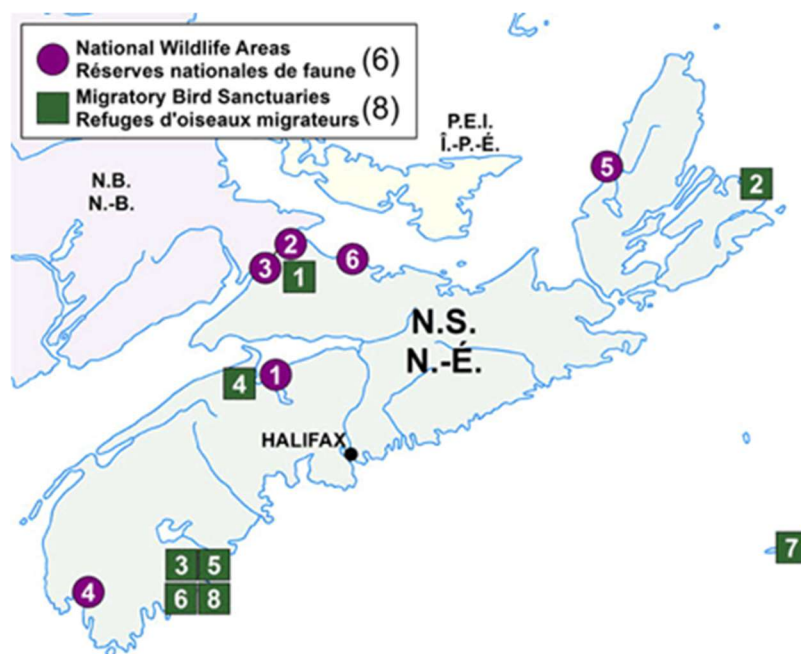 National Wildlife Areas
Réserves nationales de faune (6)
Migratory Bird Sanctuaries
Refuges d'oiseaux migrateurs (8)
P.E.I.
Î.-P.-É.
N.B.
N.-B.
5
2
2
3
1
6
N.S.
N.-É.
4
1
HALIFAX
7
3 5
6 8
4